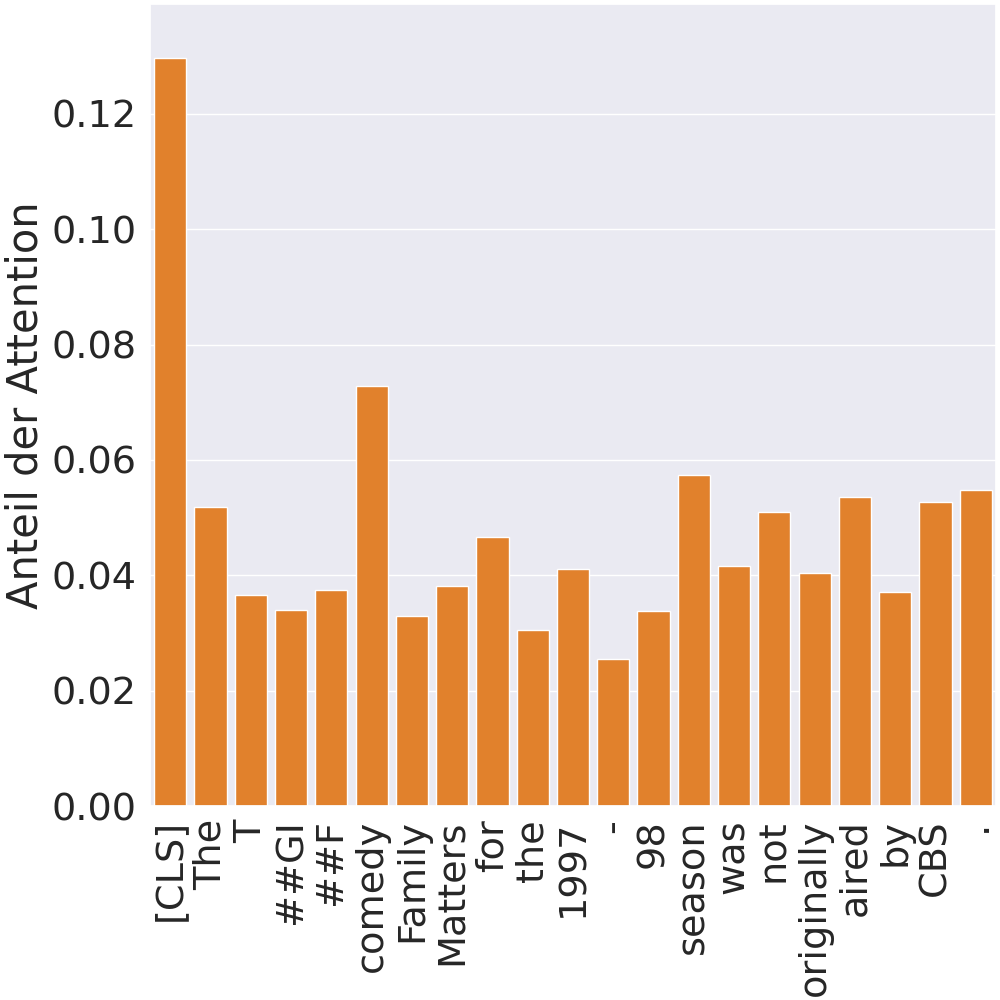 Anteil der Attention
0.12
0.10
0.08
0.06
0.04
0.02
0.00
[CLS]
The
T
##GI
##F
comedy
Family
Matters
for
the
1997
-
98
season
was
not
originally
aired
by
CBS
.